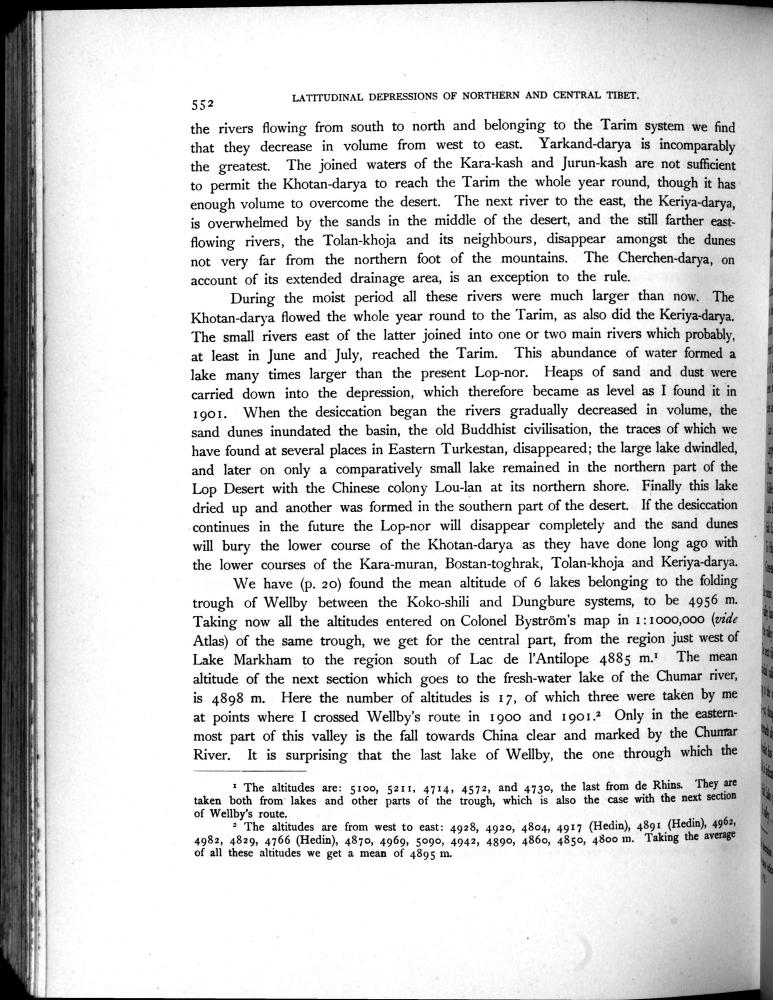 552
LATITUDINAL DEPRESSIONS OF NORTHERN AND CENTRAL TIBET.
the rivers flowing from south to north and belonging to the Tarim system we find
that they decrease in volume from west to east. Yarkand-darya is incomparably
the greatest. The joined waters of the Kara-kash and Jurun-kash are not sufficient
to permit the Khotan-darya to reach the Tarim the whole year round, though it has
enough volume to overcome the desert. The next river to the east, the Keriya-darya,
is overwhelmed by the sands in the middle of the desert, and the still farther east-
flowing rivers, the Tolan-khoja and its neighbours, disappear amongst the dunes
not very far from the northern foot of the mountains. The Cherchen-darya, on
account of its extended drainage area, is an exception to the rule.
During the moist period all these rivers were much larger than now. The
Khotan-darya flowed the whole year round to the Tarim, as also did the Keriya-darya.
The small rivers east of the latter joined into one or two main rivers which probably,
at least in June and July, reached the Tarim. This abundance of water formed a
lake many times larger than the present Lop-nor. Heaps of sand and dust were
carried down into the depression, which therefore became as level as I found it in
1901. When the desiccation began the rivers gradually decreased in volume, the
sand dunes inundated the basin, the old Buddhist civilisation, the traces of which we
have found at several places in Eastern Turkestan, disappeared; the large lake dwindled,
and later on only a comparatively small lake remained in the northern part of the
Lop Desert with the Chinese colony Lou-lan at its northern shore. Finally this lake
dried up and another was formed in the southern part of the desert. If the desiccation
continues in the future the Lop-nor will disappear completely and the sand dunes
will bury the lower course of the Khotan-darya as they have done long ago with
the lower courses of the Kara-muran, Bostan-toghrak, Tolan-khoja and Keriya-darya.
We have (p. 20) found the mean altitude of 6 lakes belonging to the folding
trough of Wellby between the Koko-shili and Dungbure systems, to be 4956 m.
Taking now all the altitudes entered on Colonel Byström's map in 1:1000,000 (vide
Atlas) of the same trough, we get for the central part, from the region just west of
Lake Markham to the region south of Lac de l'Antilope 4885 m.¹ The mean
altitude of the next section which goes to the fresh-water lake of the Chumar river,
is 4898 m. Here the number of altitudes is 17, of which three were taken by me
at points where I crossed Wellby's route in 1900 and 1901.² Only in the eastern-
most part of this valley is the fall towards China clear and marked by the Chumar
River. It is surprising that the last lake of Wellby, the one through which the
¹ The altitudes are: 5100, 5211, 4714, 4572, and 4730, the last from de Rhins. They are
taken both from lakes and other parts of the trough, which is also the case with the next section
of Wellby's route.
² The altitudes are from west to east: 4928, 4920, 4804, 4917 (Hedin), 4891 (Hedin), 4962,
4982, 4829, 4766 (Hedin), 4870, 4969, 5090, 4942, 4890, 4860, 4850, 4800 m. Taking the average
of all these altitudes we get a mean of 4895 m.